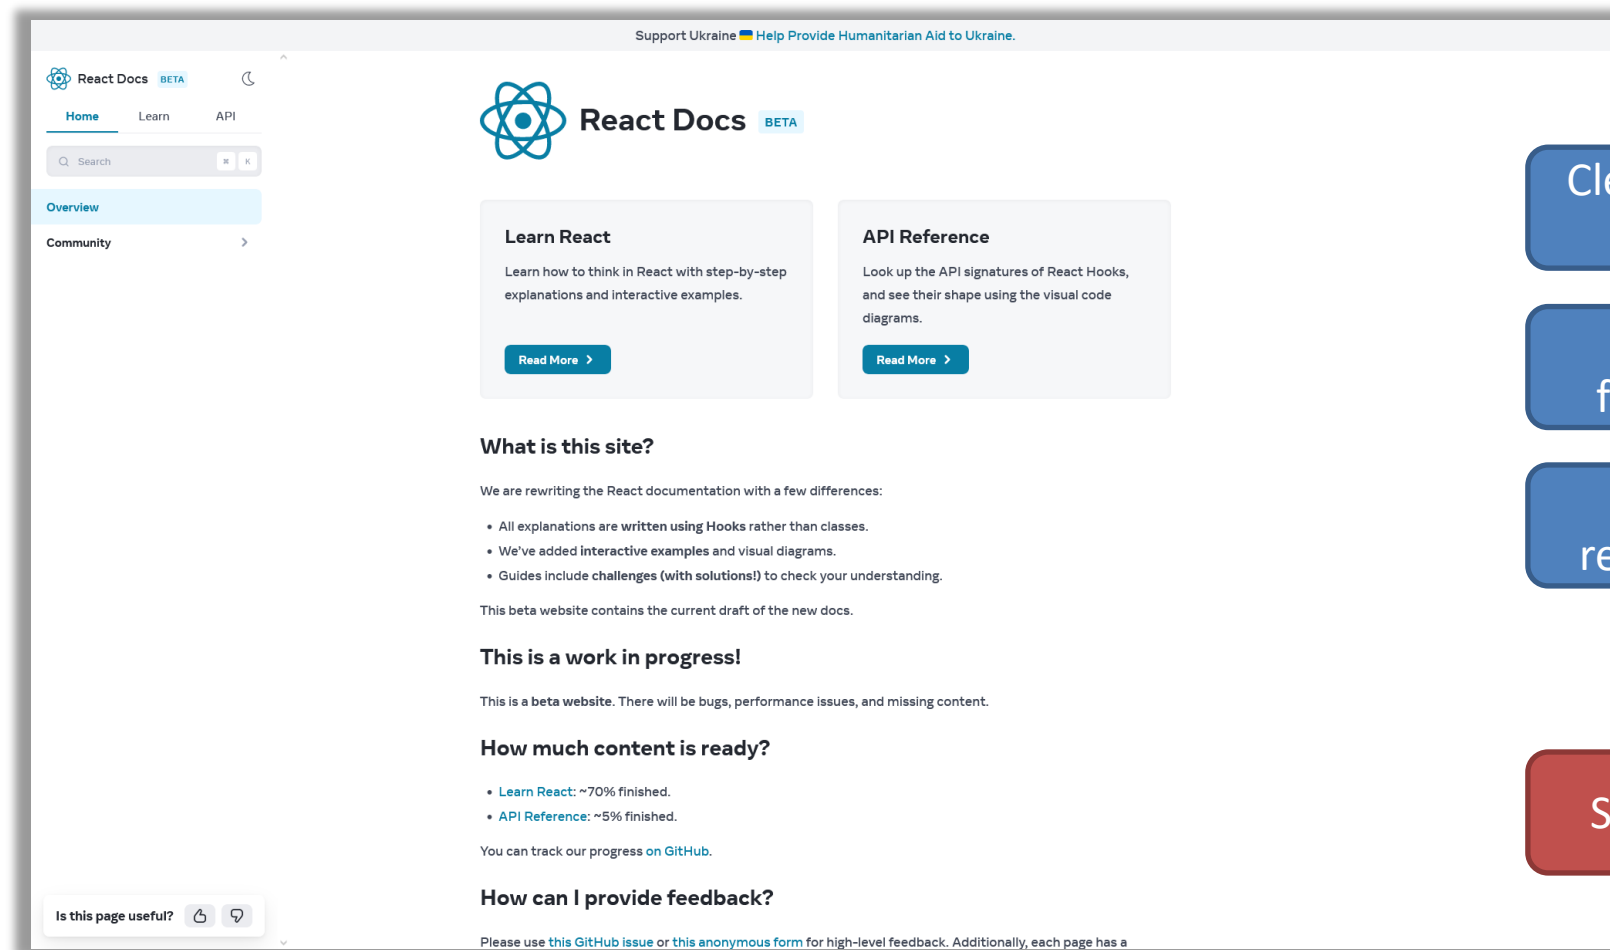 Support Ukraine 🇺🇦 Help Provide Humanitarian Aid to Ukraine.
React Docs BETA
Home Learn API
Search ⌘ K
Overview
Community
Is this page useful?
React Docs BETA
Learn React
Learn how to think in React with step-by-step
explanations and interactive examples.
Read More
API Reference
Look up the API signatures of React Hooks,
and see their shape using the visual code
diagrams.
Read More
What is this site?
We are rewriting the React documentation with a few differences:
• All explanations are written using Hooks rather than classes.
• We've added interactive examples and visual diagrams.
• Guides include challenges (with solutions!) to check your understanding.
This beta website contains the current draft of the new docs.
This is a work in progress!
This is a beta website. There will be bugs, performance issues, and missing content.
How much content is ready?
• Learn React: ~70% finished.
• API Reference: ~5% finished.
You can track our progress on GitHub.
How can I provide feedback?
Please use this GitHub issue or this anonymous form for high-level feedback. Additionally, each page has a